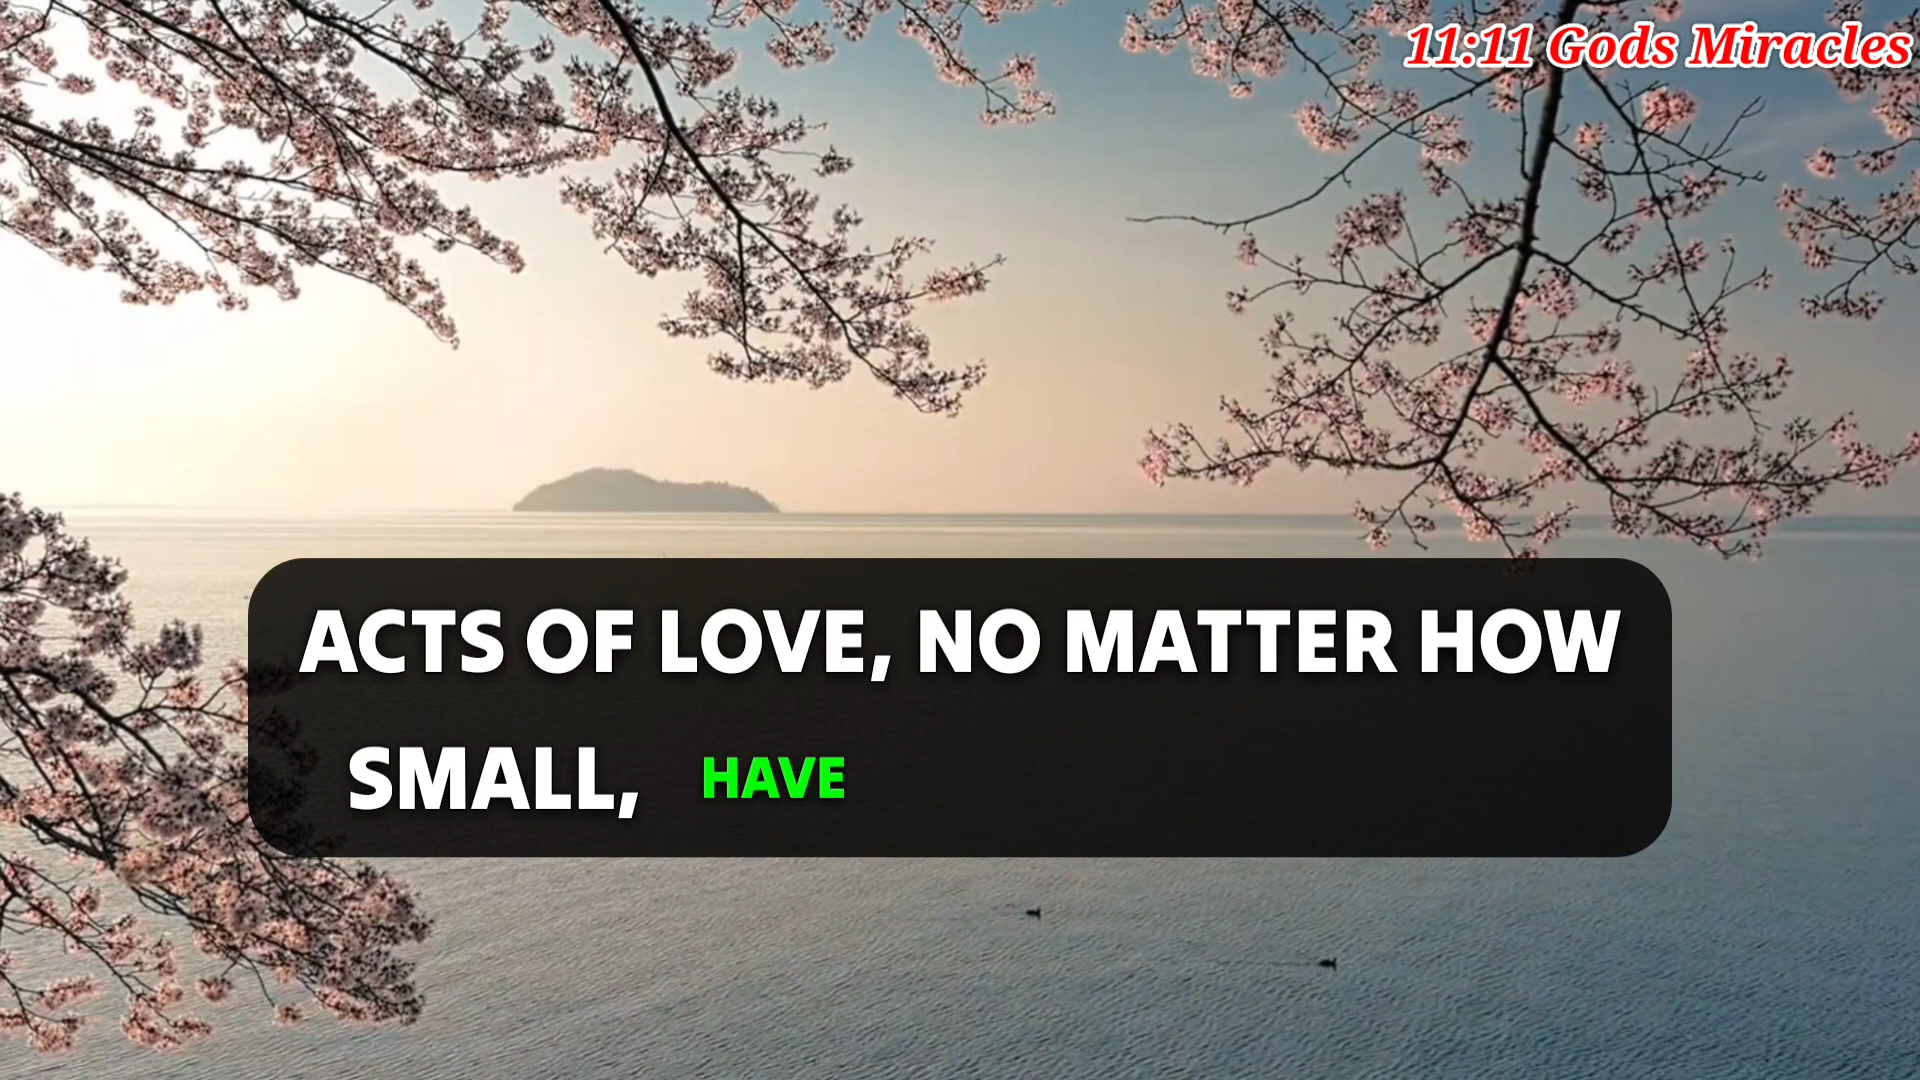 11:11 Gods Miracles
ACTS OF LOVE, NO MATTER HOW
SMALL, HAVE